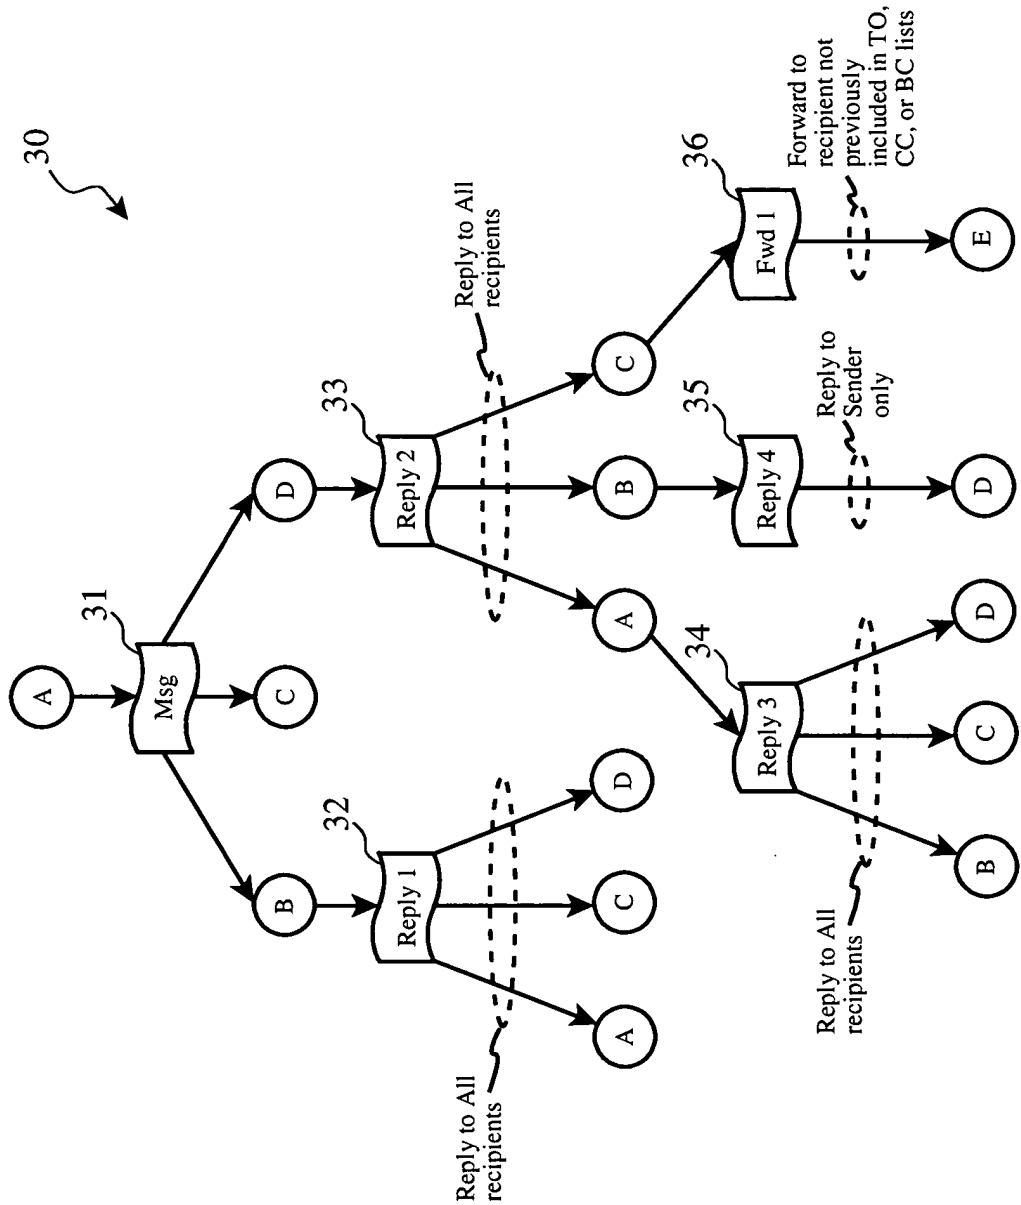 30
A
31
Msg
B
C
D
32
Reply 1
33
Reply 2
Reply to All
recipients
Reply to All
recipients
A
C
D
A
B
C
34
Reply 3
35
Reply 4
36
Fwd 1
Reply to All
recipients
Reply to
Sender
only
Forward to
recipient not
previously
included in TO,
CC, or BC lists
B
C
D
D
E